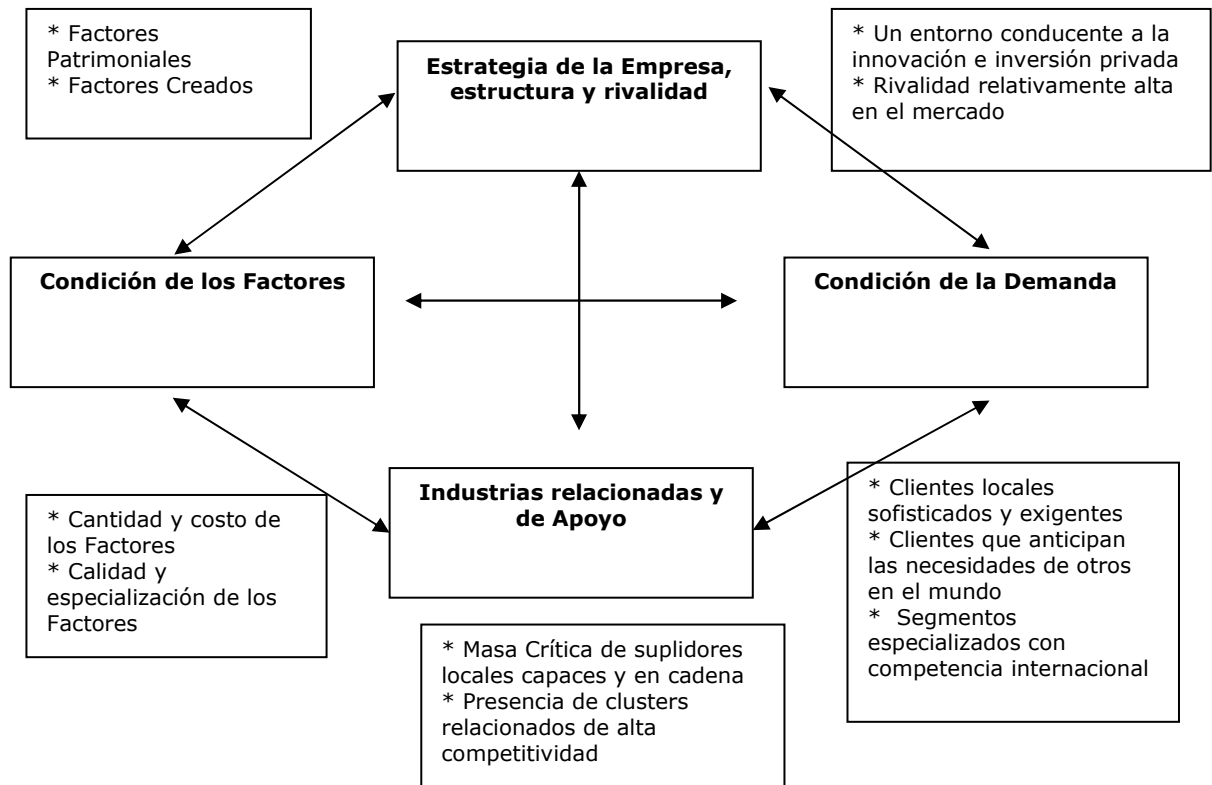 * Factores
Patrimoniales
* Factores Creados
Estrategia de la Empresa,
estructura y rivalidad
* Un entorno conducente a la
innovación e inversión privada
* Rivalidad relativamente alta
en el mercado
Condición de los Factores
Condición de la Demanda
Industrias relacionadas y
de Apoyo
* Cantidad y costo de
los Factores
* Calidad y
especialización de los
Factores
* Masa Crítica de suplidores
locales capaces y en cadena
* Presencia de clusters
relacionados de alta
competitividad
* Clientes locales
sofisticados y exigentes
* Clientes que anticipan
las necesidades de otros
en el mundo
* Segmentos
especializados con
competencia internacional